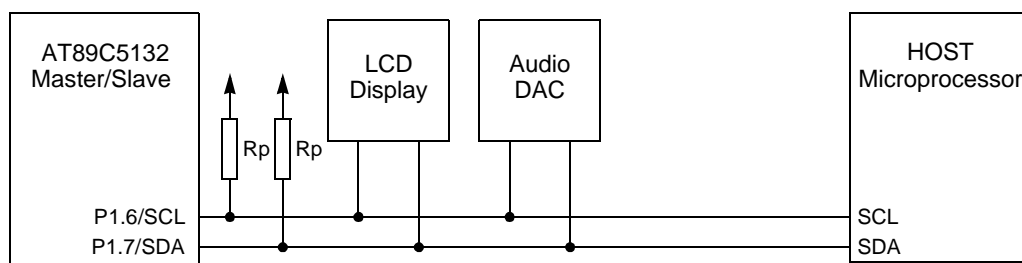 AT89C5132
Master/Slave
LCD
Display
Audio
DAC
HOST
Microprocessor
Rp
Rp
P1.6/SCL
P1.7/SDA
SCL
SDA